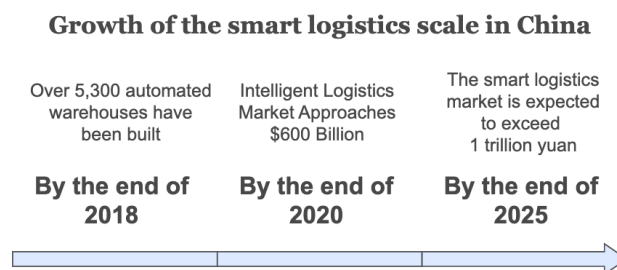 Growth of the smart logistics scale in China
Over 5,300 automated
warehouses have
been built
By the end of
2018
Intelligent Logistics
Market Approaches
$600 Billion
By the end of
2020
The smart logistics
market is expected
to exceed
1 trillion yuan
By the end of
2025